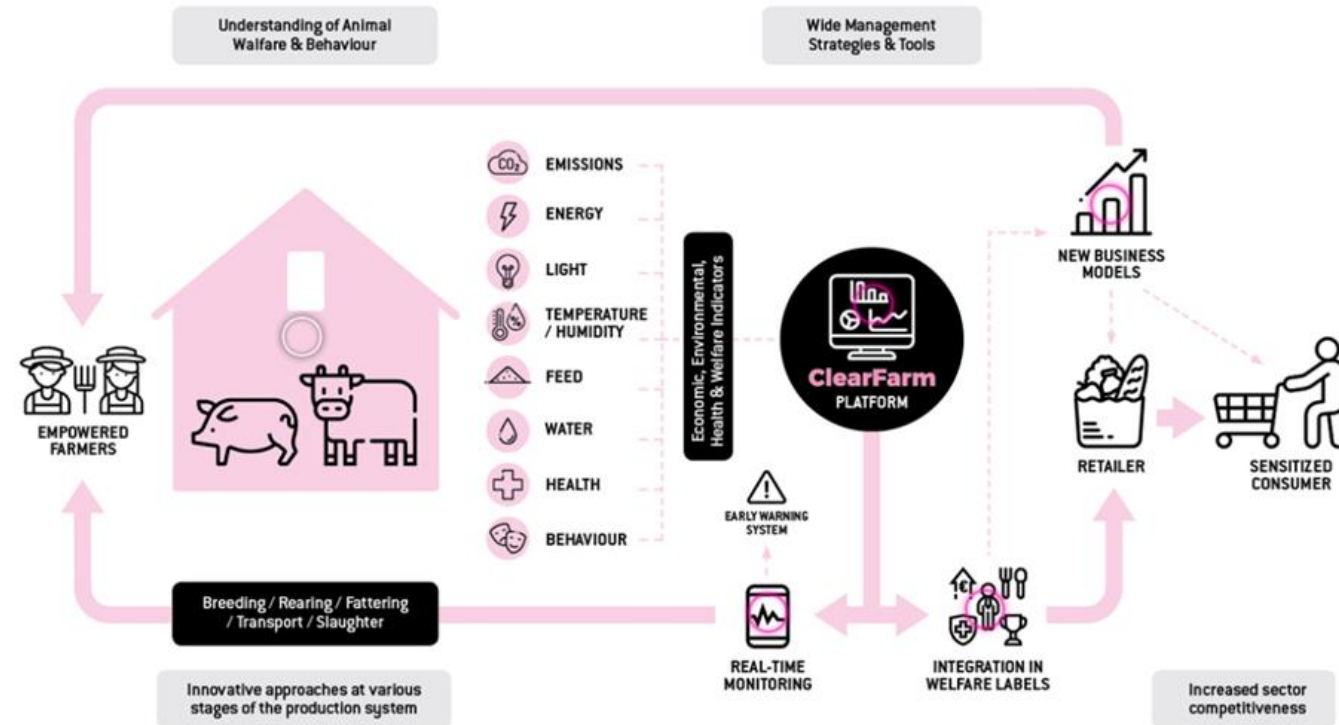 Understanding of Animal
Walfare & Behaviour
Wide Management
Strategies & Tools
CO₂
EMISSIONS
ENERGY
LIGHT
%
TEMPERATURE
/ HUMIDITY
FEED
WATER
HEALTH
BEHAVIOUR
EMPOWERED
FARMERS
Economic, Environmental,
Health & Welfare Indicators
ClearFarm
PLATFORM
NEW BUSINESS
MODELS
RETAILER
SENSITIZED
CONSUMER
!
EARLY WARNING
SYSTEM
Breeding / Rearing / Fattering
/ Transport / Slaughter
REAL-TIME
MONITORING
€
INTEGRATION IN
WELFARE LABELS
Innovative approaches at various
stages of the production system
Increased sector
competitiveness